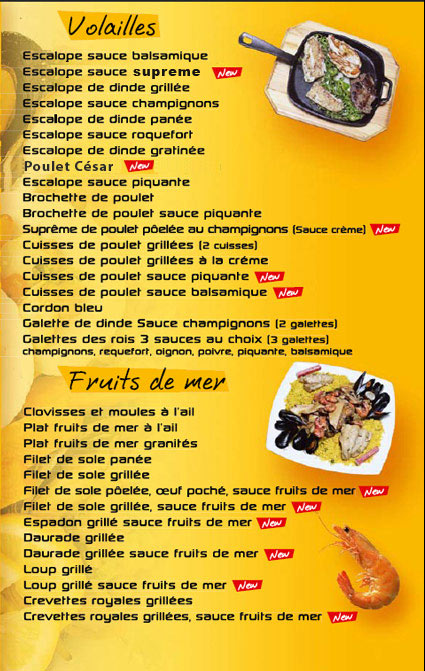 Volailles
Escalope sauce balsamique
Escalope sauce supreme New
Escalope de dinde grillée
Escalope sauce champignons
Escalope de dinde panée
Escalope sauce roquefort
Escalope de dinde gratinée
Poulet César New
Escalope sauce piquante
Brochette de poulet
Brochette de poulet sauce piquante
Suprême de poulet pôelée au champignons (Sauce crème) New
Cuisses de poulet grillées (2 cuisses)
Cuisses de poulet grillées à la créme
Cuisses de poulet sauce piquante New
Cuisses de poulet sauce balsamique New
Cordon bleu
Galette de dinde Sauce champignons (2 galettes)
Galettes des rois 3 sauces au choix (3 galettes)
champignons, requefort, oignon, poivre, piquante, balsamique
Fruits de mer
Clovisses et moules à l'ail
Plat fruits de mer à l'ail
Plat fruits de mer granités
Filet de sole panée
Filet de sole grillée
Filet de sole pôelée, œuf poché, sauce fruits de mer New
Filet de sole grillée, sauce fruits de mer New
Espadon grillé sauce fruits de mer New
Daurade grillée
Daurade grillée sauce fruits de mer New
Loup grillé
Loup grillé sauce fruits de mer New
Crevettes royales grillées
Crevettes royales grillées, sauce fruits de mer New